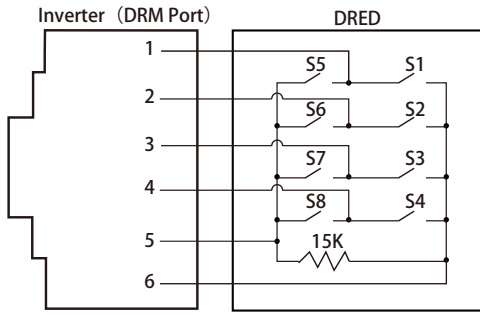 Inverter (DRM Port)
DRED
1
S5
S1
2
S6
S2
3
S7
S3
4
S8
S4
5
15K
6